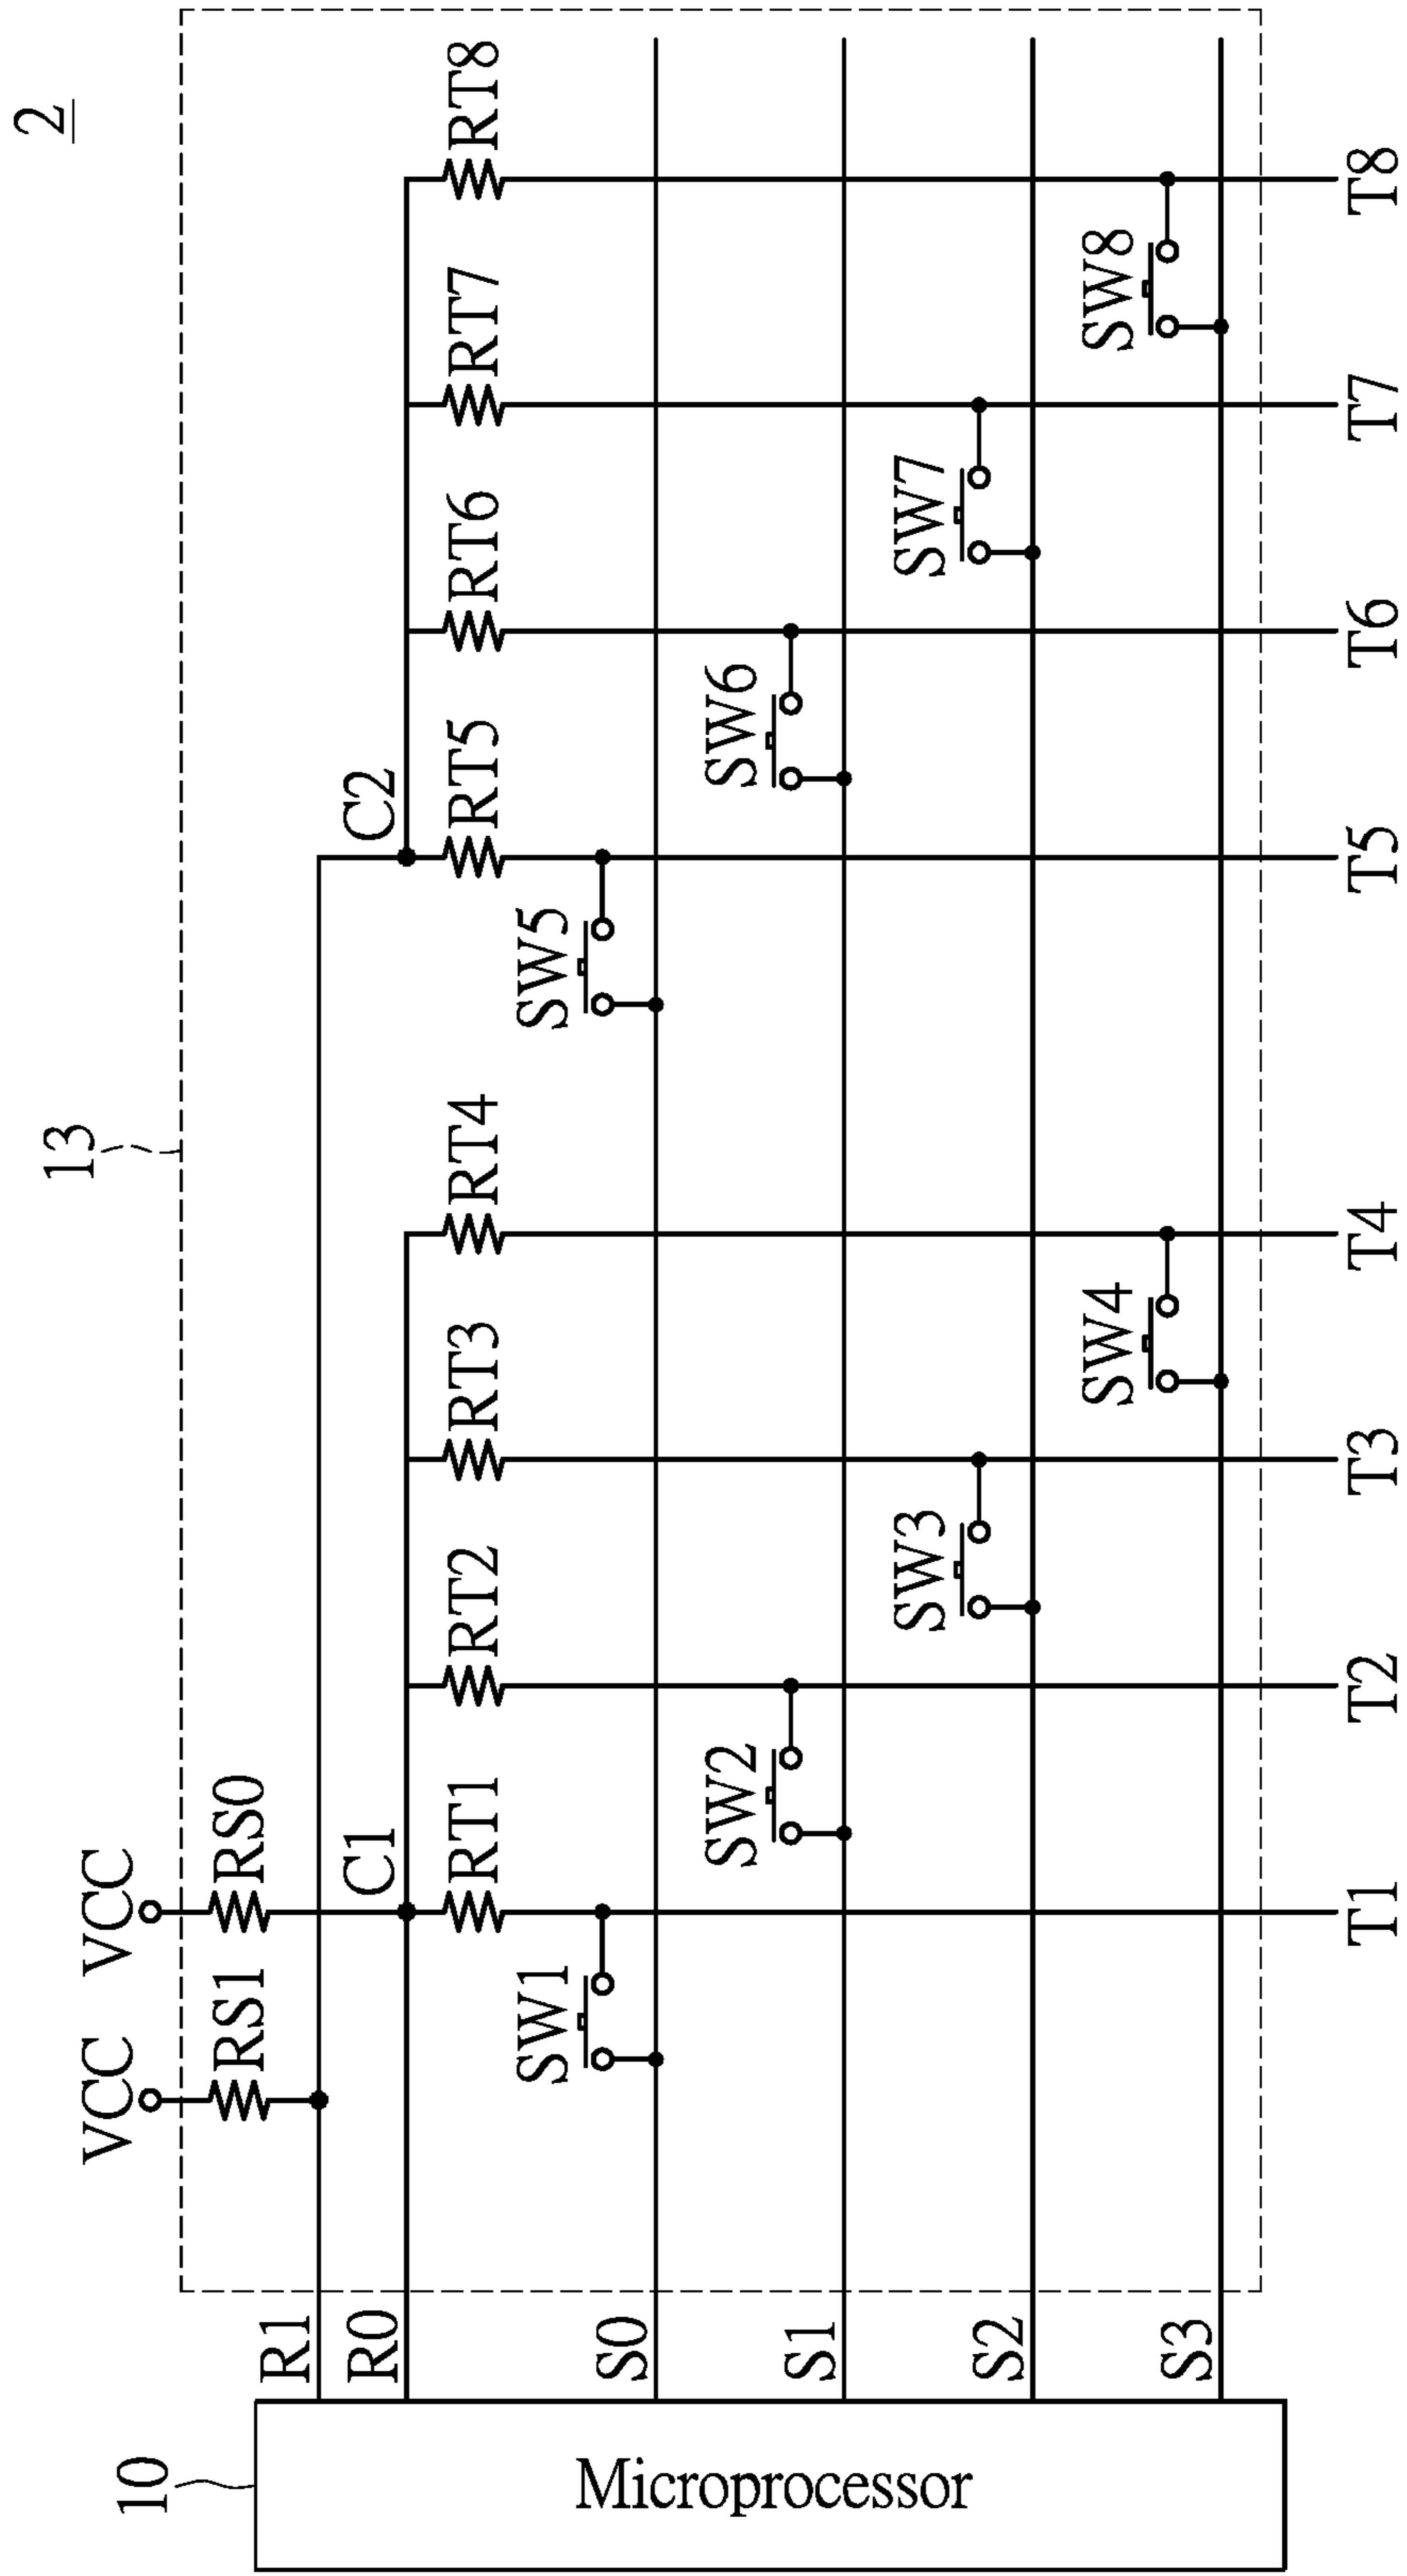 2
13
VCC
VCC
RS1
RS0
R1
R0
C1
C2
RT1
RT2
RT3
RT4
RT5
RT6
RT7
RT8
SW1
SW5
S0
SW2
SW6
S1
SW3
SW7
S2
SW4
SW8
S3
10
Microprocessor
T1
T2
T3
T4
T5
T6
T7
T8